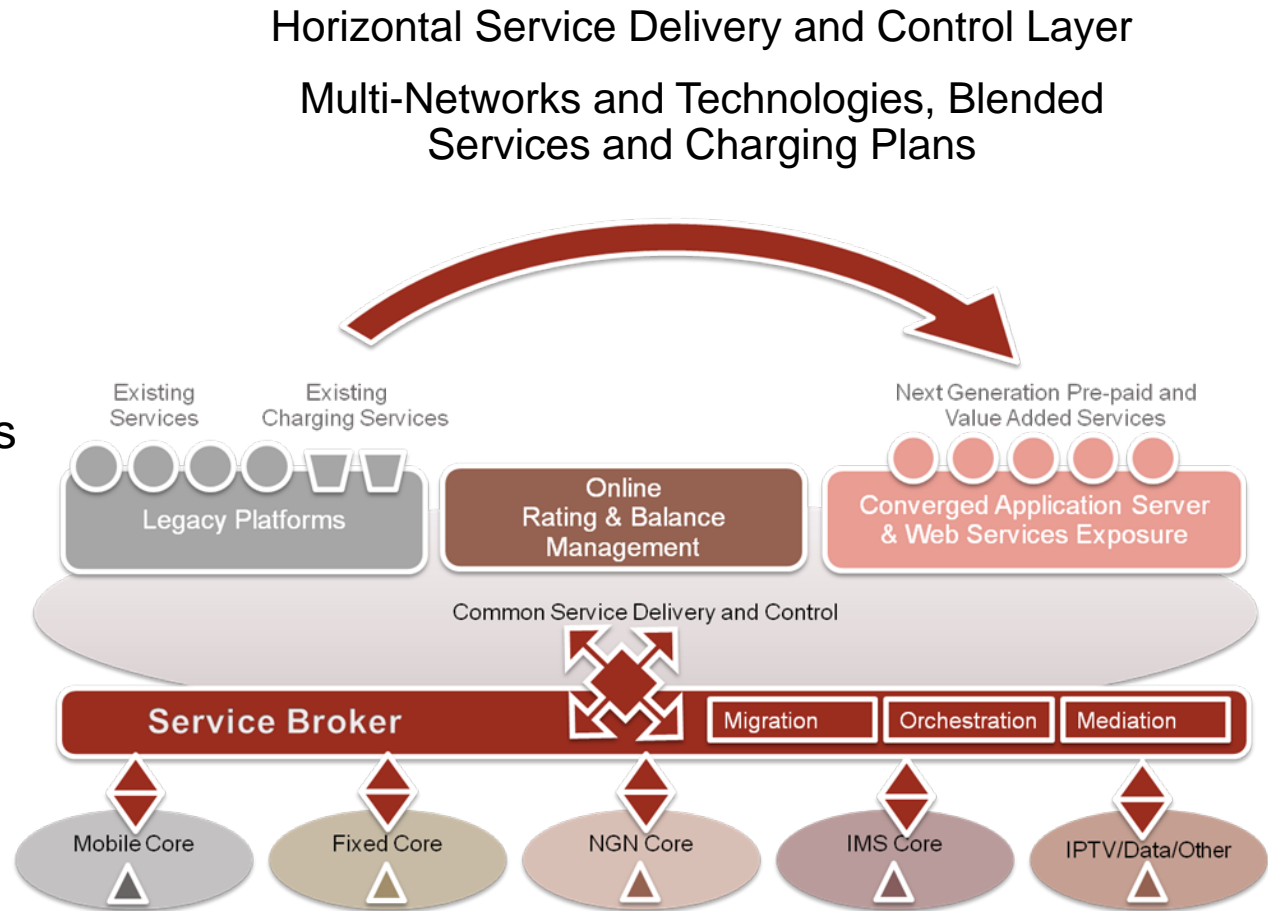 Horizontal Service Delivery and Control Layer
Multi-Networks and Technologies, Blended
Services and Charging Plans
Existing
Services
Existing
Charging Services
Next Generation Pre-paid and
Value Added Services
s
Legacy Platforms
Online
Rating & Balance
Management
Converged Application Server
& Web Services Exposure
Common Service Delivery and Control
Service Broker
Migration
Orchestration
Mediation
Mobile Core
Fixed Core
NGN Core
IMS Core
IPTV/Data/Other